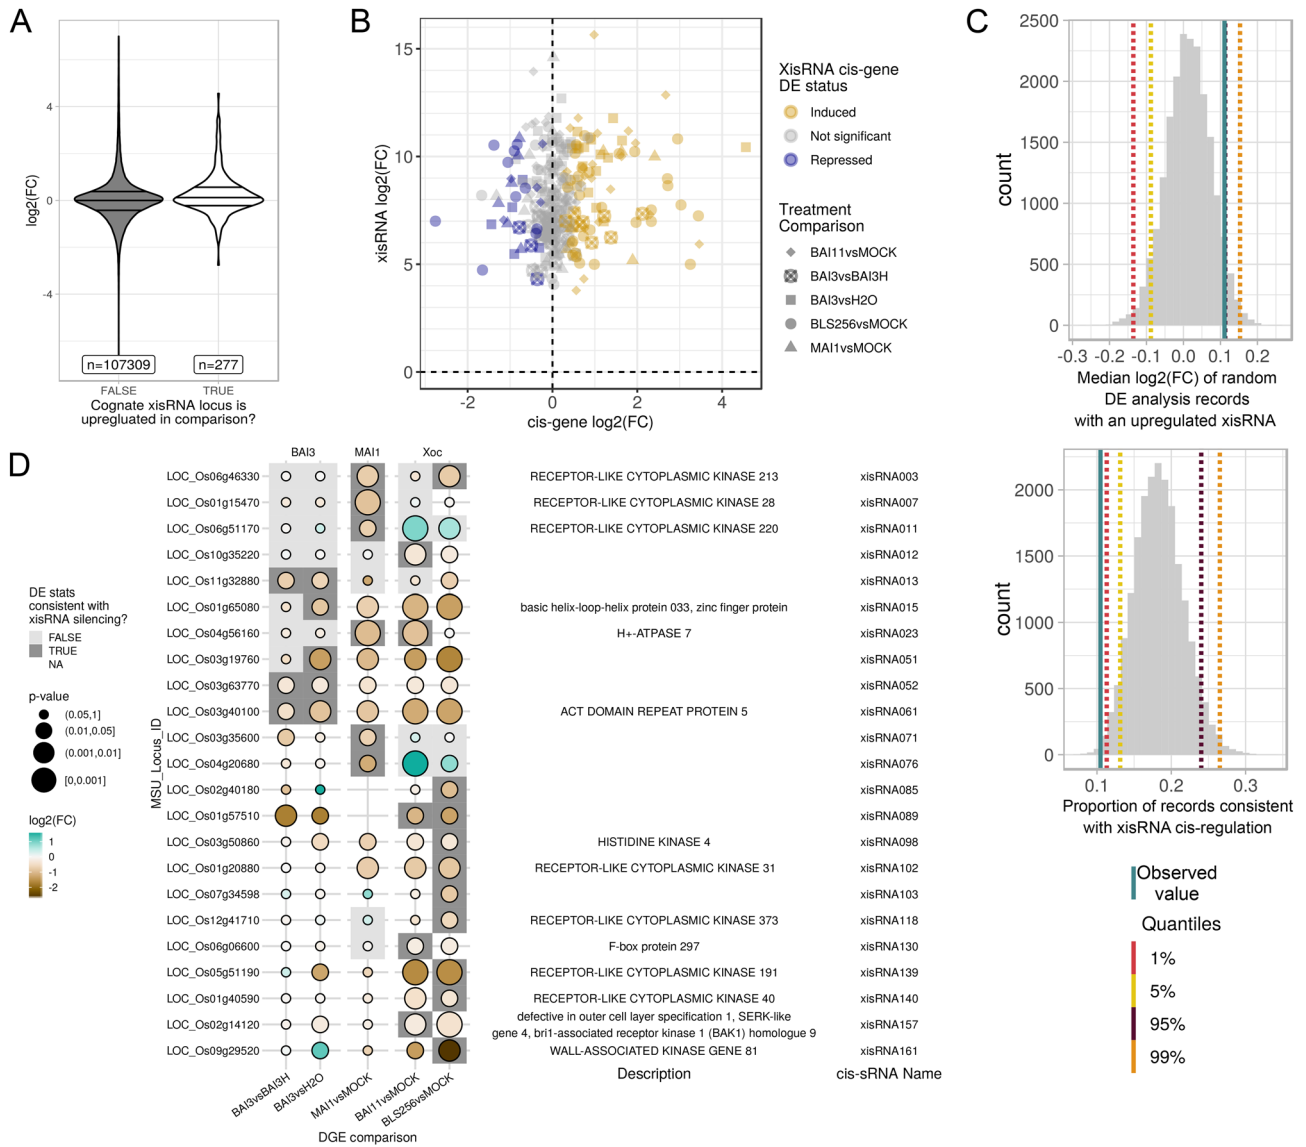 A
log2(FC)
4
0
-4
n=107309
n=277
FALSE
TRUE
Cognate xisRNA locus is
upregluated in comparison?
B
xisRNA log2(FC)
15
10
5
0
-2
0
2
4
cis-gene log2(FC)
XisRNA cis-gene
DE status
Induced
Not significant
Repressed
Treatment
Comparison
BAI11vsMOCK
BAI3vsBAI3H
BAI3vsH2O
BLS256vsMOCK
MAI1vsMOCK
C
count
2500
2000
1500
1000
500
0
-0.3 -0.2 -0.1 0.0 0.1 0.2
Median log2(FC) of random
DE analysis records
with an upregulated xisRNA
count
2000
1500
1000
500
0
0.1 0.2 0.3
Proportion of records consistent
with xisRNA cis-regulation
Observed
value
Quantiles
1%
5%
95%
99%
D
DE stats
consistent with
xisRNA silencing?
FALSE
TRUE
NA
p-value
(0.05,1]
(0.01,0.05]
(0.001,0.01]
[0,0.001]
log2(FC)
1
0
-1
-2
MSU_Locus_ID
BAI3 MAI1 Xoc
LOC_Os06g46330 RECEPTOR-LIKE CYTOPLASMIC KINASE 213 xisRNA003
LOC_Os01g15470 RECEPTOR-LIKE CYTOPLASMIC KINASE 28 xisRNA007
LOC_Os06g51170 RECEPTOR-LIKE CYTOPLASMIC KINASE 220 xisRNA011
LOC_Os10g35220 xisRNA012
LOC_Os11g32880 xisRNA013
LOC_Os01g65080 basic helix-loop-helix protein 033, zinc finger protein xisRNA015
LOC_Os04g56160 H+-ATPASE 7 xisRNA023
LOC_Os03g19760 xisRNA051
LOC_Os03g63770 xisRNA052
LOC_Os03g40100 ACT DOMAIN REPEAT PROTEIN 5 xisRNA061
LOC_Os03g35600 xisRNA071
LOC_Os04g20680 xisRNA076
LOC_Os02g40180 xisRNA085
LOC_Os01g57510 xisRNA089
LOC_Os03g50860 HISTIDINE KINASE 4 xisRNA098
LOC_Os01g20880 RECEPTOR-LIKE CYTOPLASMIC KINASE 31 xisRNA102
LOC_Os07g34598 xisRNA103
LOC_Os12g41710 RECEPTOR-LIKE CYTOPLASMIC KINASE 373 xisRNA118
LOC_Os06g06600 F-box protein 297 xisRNA130
LOC_Os05g51190 RECEPTOR-LIKE CYTOPLASMIC KINASE 191 xisRNA139
LOC_Os01g40590 RECEPTOR-LIKE CYTOPLASMIC KINASE 40 xisRNA140
defective in outer cell layer specification 1, SERK-like
LOC_Os02g14120 xisRNA157
gene 4, bri1-associated receptor kinase 1 (BAK1) homologue 9
LOC_Os09g29520 WALL-ASSOCIATED KINASE GENE 81 xisRNA161
BAI3vsBAI3H
BAI3vsH2O
MAI1vsMOCK
BAI11vsMOCK
BLS256vsMOCK
Description
cis-sRNA Name
DGE comparison